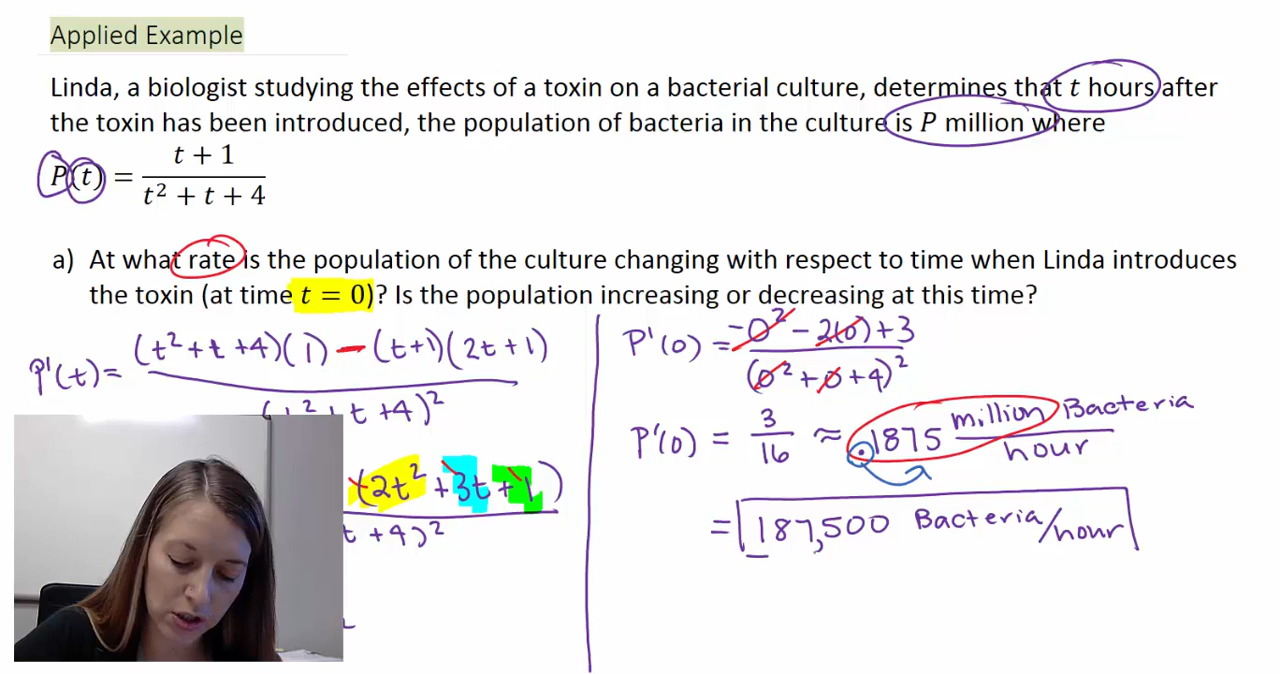 Applied Example
Linda, a biologist studying the effects of a toxin on a bacterial culture, determines that t hours after
the toxin has been introduced, the population of bacteria in the culture is P million where
P(t) = (t + 1)/(t² + t + 4)
a) At what rate is the population of the culture changing with respect to time when Linda introduces
the toxin (at time t = 0)? Is the population increasing or decreasing at this time?
P'(t) = ((t² + t + 4)(1) - (t+1)(2t+1))/(t² + t + 4)²
(2t² + 3t + 1)
t + 4)²
P'(0) = (-0² - 2(0) + 3)/(0² + 0 + 4)²
P'(0) = 3/16 ≈ .1875 million Bacteria/hour
= 187,500 Bacteria/hour